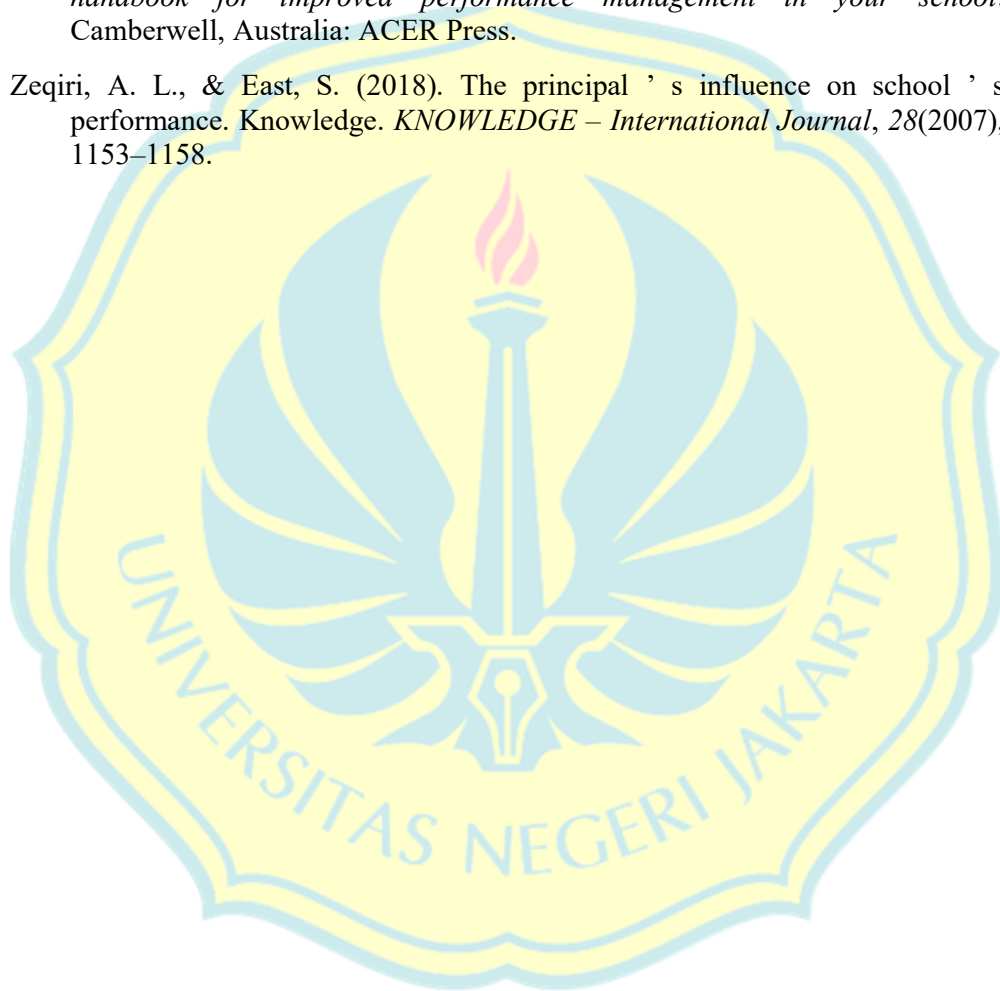 handbook for improved performance management in your school.
Camberwell, Australia: ACER Press.
Zeqiri, A. L., & East, S. (2018). The principal ’ s influence on school ’ s
performance. Knowledge. KNOWLEDGE – International Journal, 28(2007),
1153–1158.
UNIVERSITAS NEGERI JAKARTA